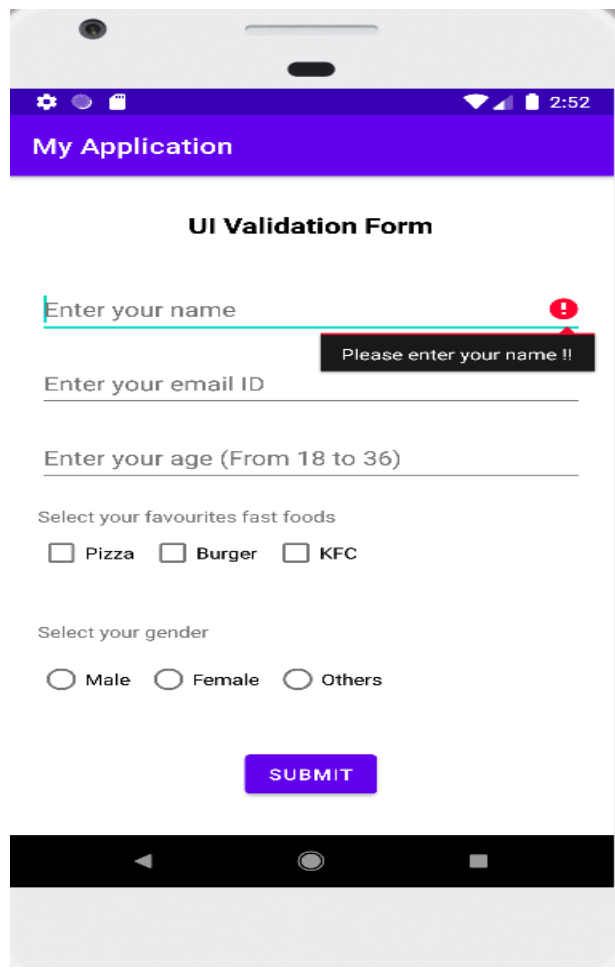 2:52
My Application
UI Validation Form
Enter your name
Please enter your name !!
Enter your email ID
Enter your age (From 18 to 36)
Select your favourites fast foods
Pizza Burger KFC
Select your gender
Male Female Others
SUBMIT